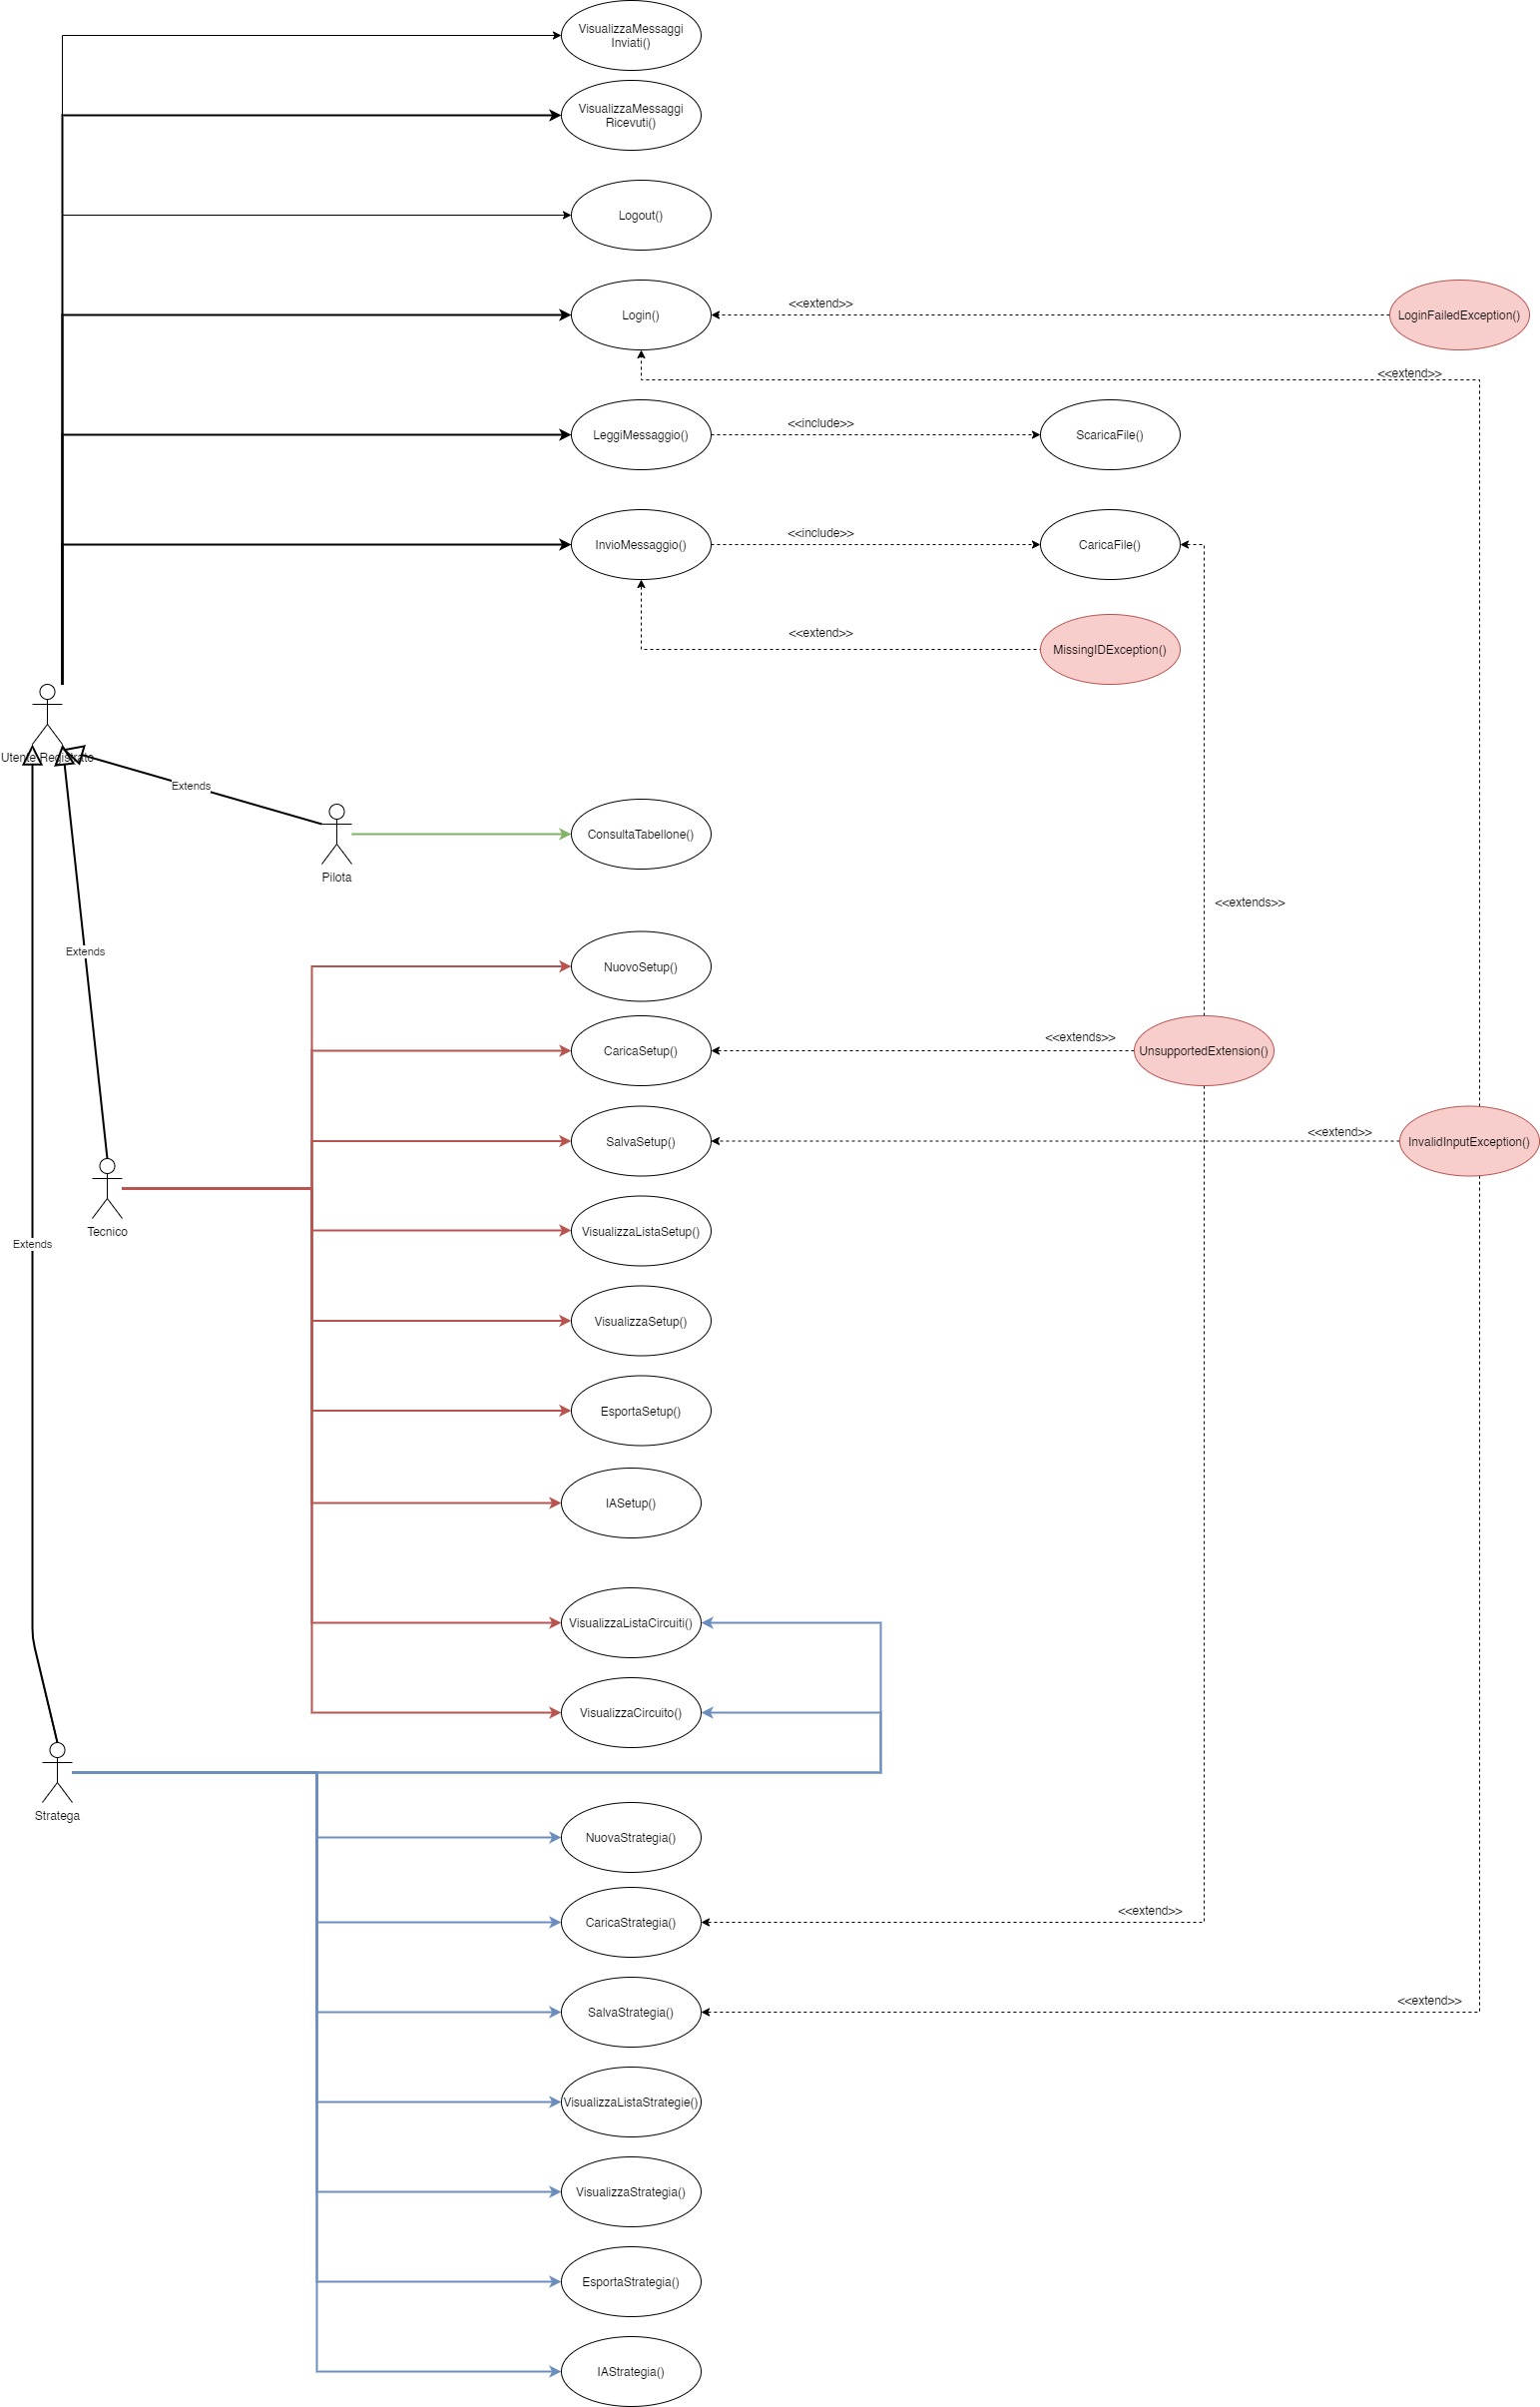 VisualizzaMessaggi
Inviati()
VisualizzaMessaggi
Ricevuti()
Logout()
Login()
<<extend>>
LoginFailedException()
<<extend>>
LeggiMessaggio()
<<include>>
ScaricaFile()
InvioMessaggio()
<<include>>
CaricaFile()
<<extend>>
MissingIDException()
Utente Registrato
Extends
Pilota
ConsultaTabellone()
<<extends>>
Extends
NuovoSetup()
CaricaSetup()
<<extends>>
UnsupportedExtension()
SalvaSetup()
<<extend>>
InvalidInputException()
Tecnico
VisualizzaListaSetup()
Extends
VisualizzaSetup()
EsportaSetup()
IASetup()
VisualizzaListaCircuiti()
VisualizzaCircuito()
Stratega
NuovaStrategia()
CaricaStrategia()
<<extend>>
SalvaStrategia()
<<extend>>
VisualizzaListaStrategie()
VisualizzaStrategia()
EsportaStrategia()
IAStrategia()